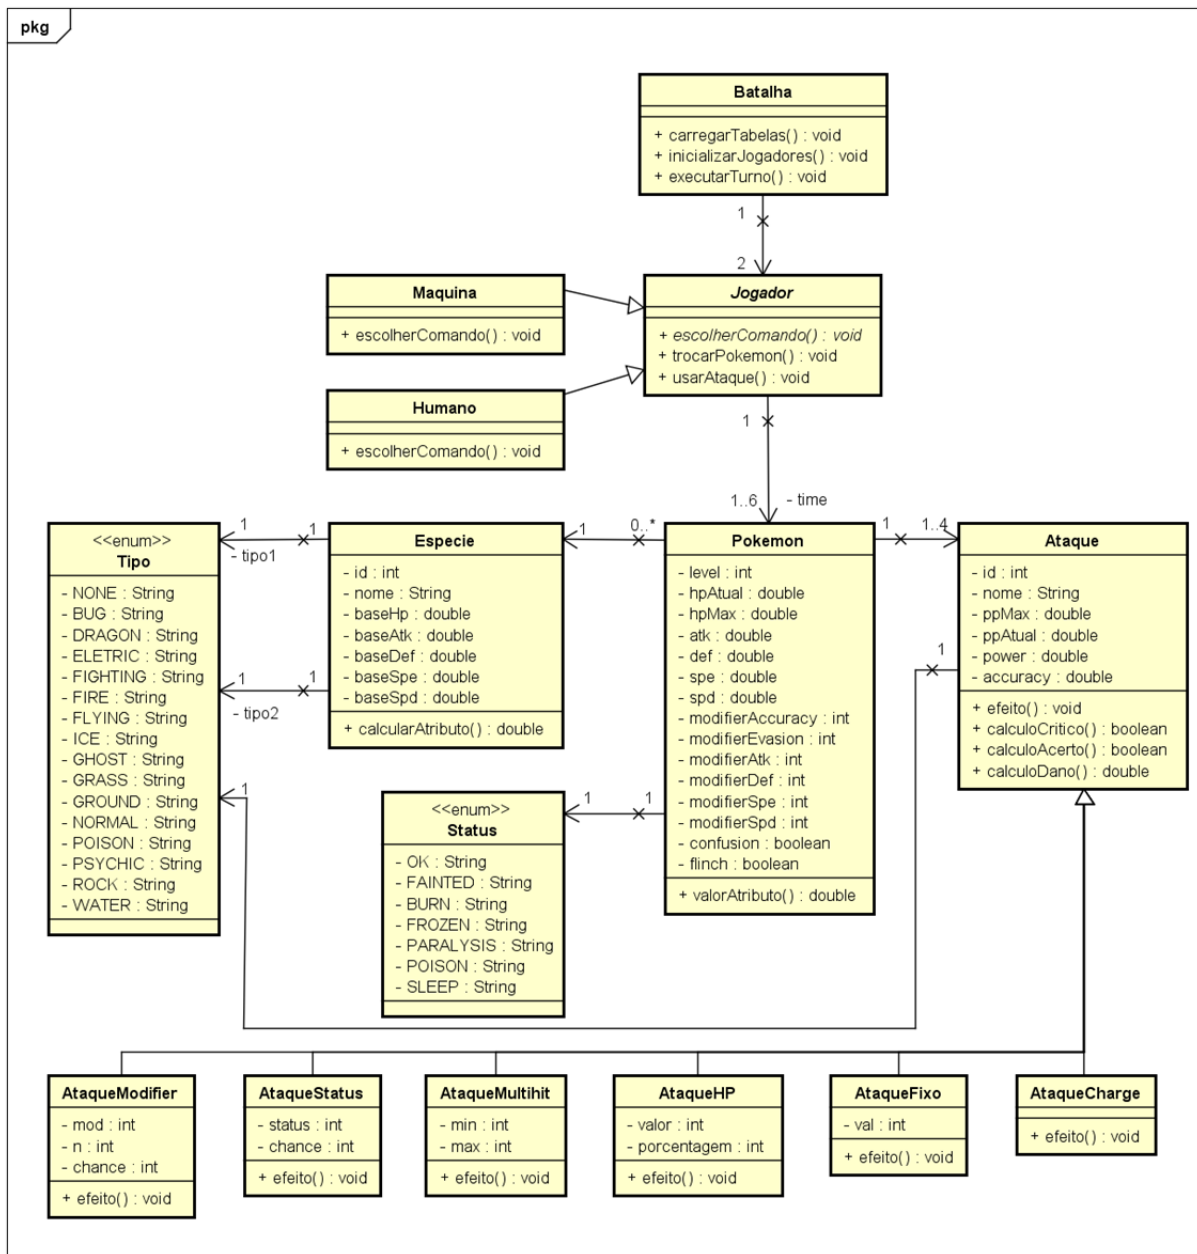 pkg
Batalha
+ carregarTabelas() : void
+ inicializarJogadores() : void
+ executarTurno() : void
1
2
Maquina
+ escolherComando() : void
Jogador
+ escolherComando() : void
+ trocarPokemon() : void
+ usarAtaque() : void
Humano
+ escolherComando() : void
1
1..6
- time
<<enum>>
Tipo
- NONE : String
- BUG : String
- DRAGON : String
- ELETRIC : String
- FIGHTING : String
- FIRE : String
- FLYING : String
- ICE : String
- GHOST : String
- GRASS : String
- GROUND : String
- NORMAL : String
- POISON : String
- PSYCHIC : String
- ROCK : String
- WATER : String
1
1
- tipo1
1
1
- tipo2
1
Especie
- id : int
- nome : String
- baseHp : double
- baseAtk : double
- baseDef : double
- baseSpe : double
- baseSpd : double
+ calcularAtributo() : double
1
0..*
Pokemon
- level : int
- hpAtual : double
- hpMax : double
- atk : double
- def : double
- spe : double
- spd : double
- modifierAccuracy : int
- modifierEvasion : int
- modifierAtk : int
- modifierDef : int
- modifierSpe : int
- modifierSpd : int
- confusion : boolean
- flinch : boolean
+ valorAtributo() : double
1
1..4
Ataque
- id : int
- nome : String
- ppMax : double
- ppAtual : double
- power : double
- accuracy : double
+ efeito() : void
+ calculoCritico() : boolean
+ calculoAcerto() : boolean
+ calculoDano() : double
1
<<enum>>
Status
- OK : String
- FAINTED : String
- BURN : String
- FROZEN : String
- PARALYSIS : String
- POISON : String
- SLEEP : String
1
1
AtaqueModifier
- mod : int
- n : int
- chance : int
+ efeito() : void
AtaqueStatus
- status : int
- chance : int
+ efeito() : void
AtaqueMultihit
- min : int
- max : int
+ efeito() : void
AtaqueHP
- valor : int
- porcentagem : int
+ efeito() : void
AtaqueFixo
- val : int
+ efeito() : void
AtaqueCharge
+ efeito() : void